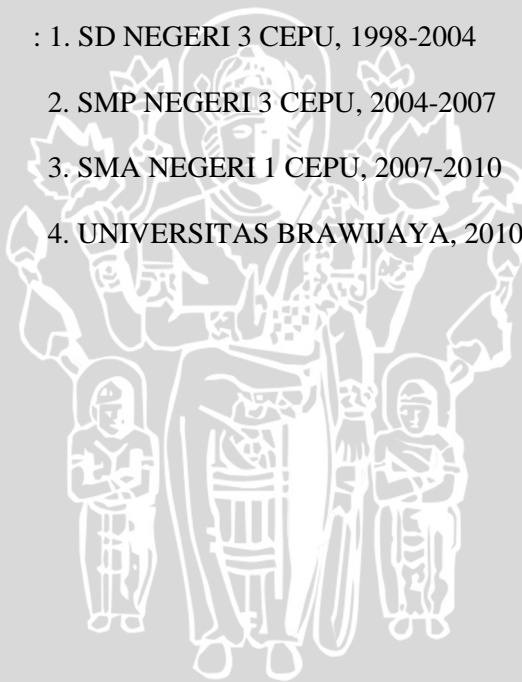 : 1. SD NEGERI 3 CEPU, 1998-2004
2. SMP NEGERI 3 CEPU, 2004-2007
3. SMA NEGERI 1 CEPU, 2007-2010
4. UNIVERSITAS BRAWIJAYA, 2010